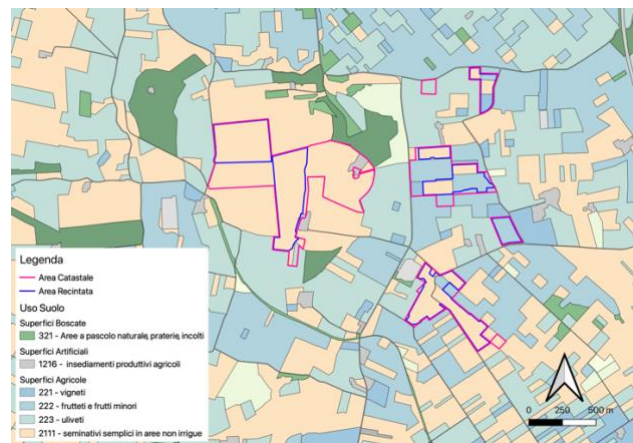 Legenda
Area Catastale
Area Recintata
Uso Suolo
Superfici Boscate
321 - Aree a pascolo naturale, praterie, incolti
Superfici Artificiali
1216 - insediamenti produttivi agricoli
Superfici Agricole
221 - vigneti
222 - frutteti e frutti minori
223 - uliveti
2111 - seminativi semplici in aree non irrigue
0 250 500 m